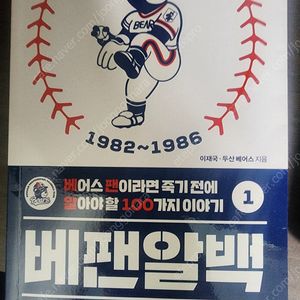 BEARS
1982~1986
이재국·두산 베어스 지음
베어스 팬이라면 죽기 전에
알아야 할 100가지 이야기
1
베팬알백